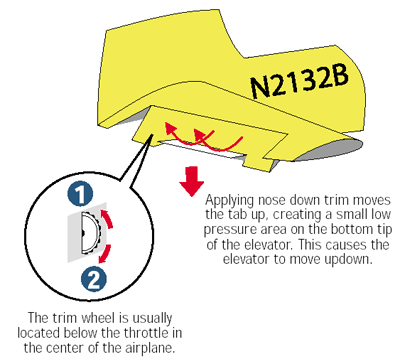 N2132B
Applying nose down trim moves
the tab up, creating a small low
pressure area on the bottom tip
of the elevator. This causes the
elevator to move updown.
1
2
The trim wheel is usually
located below the throttle in
the center of the airplane.